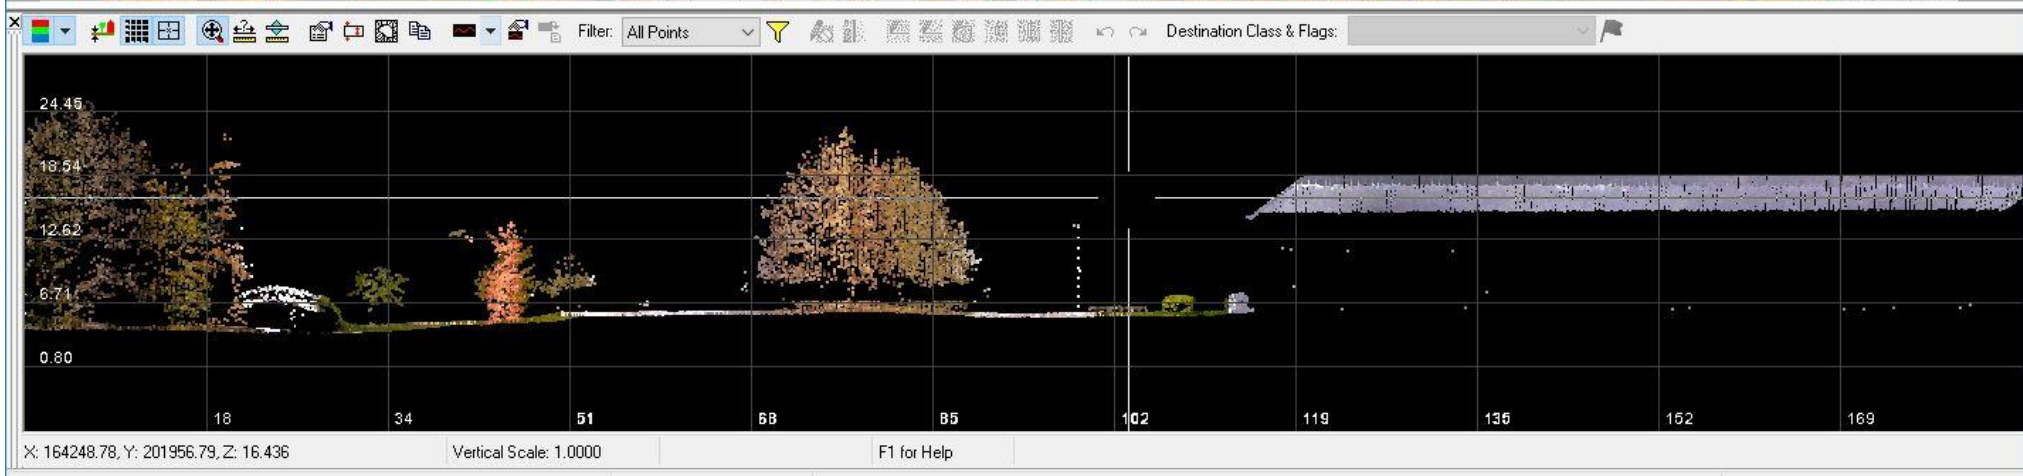 Filter: All Points Destination Class & Flags:
24.45
18.54
12.62
6.71
0.80
18 34 51 68 85 102 119 135 152 169
X: 164248.78, Y: 201956.79, Z: 16.436 Vertical Scale: 1.0000 F1 for Help